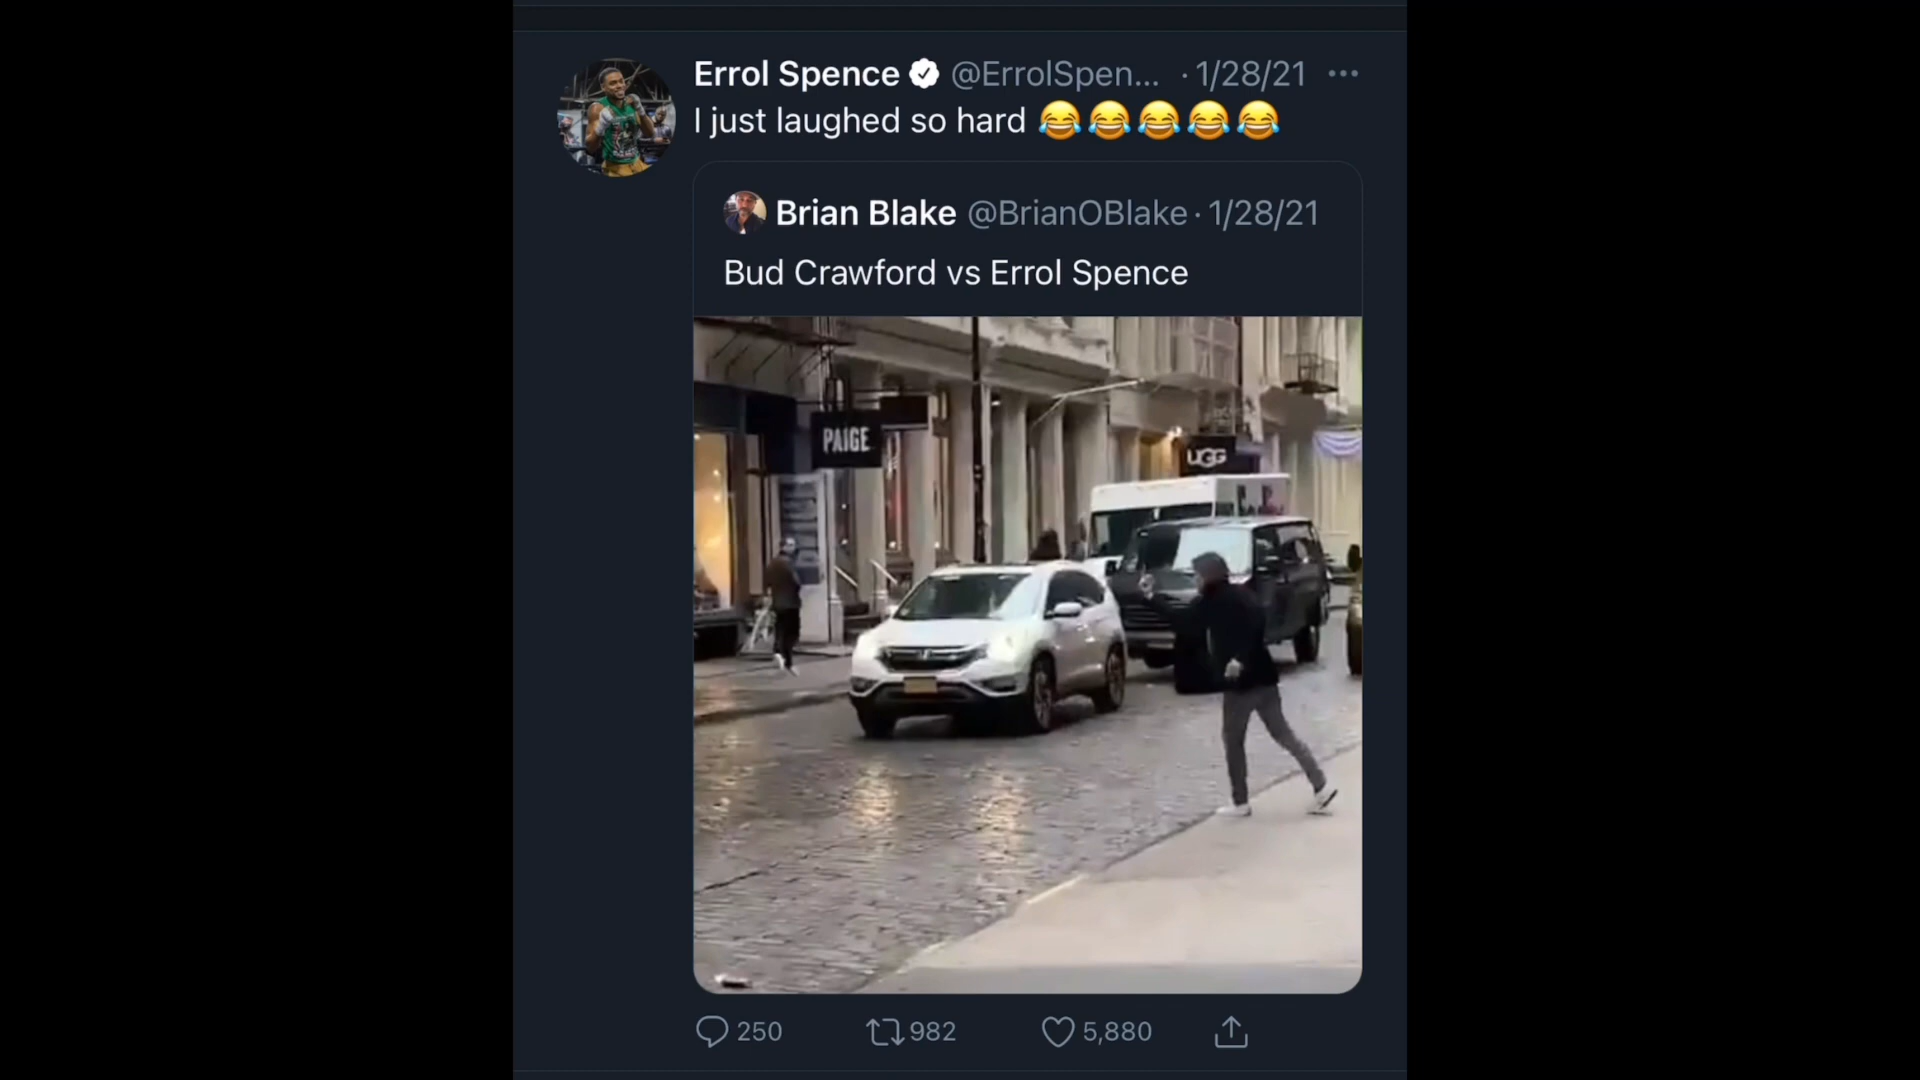 Errol Spence @ErrolSpen... · 1/28/21
I just laughed so hard 😂😂😂😂😂
Brian Blake @BrianOBlake · 1/28/21
Bud Crawford vs Errol Spence
PAIGE
UGG
250 982 5,880